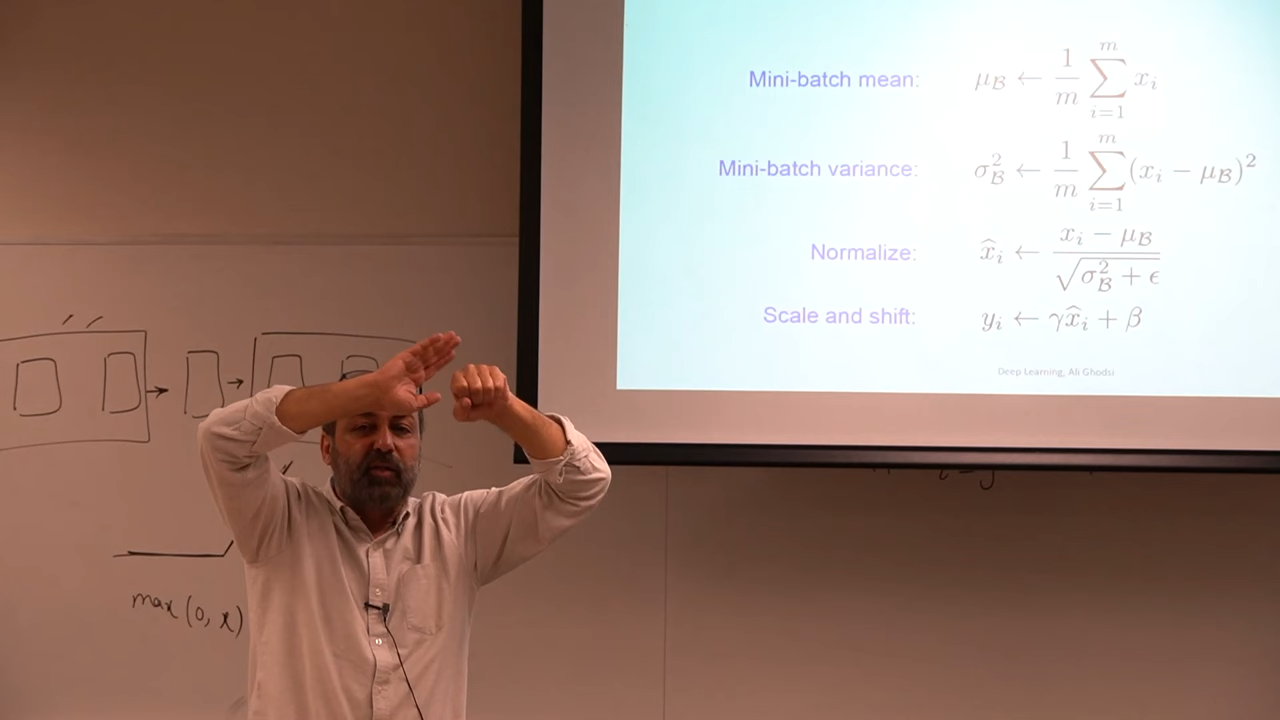 Mini-batch mean: μ_B ← 1/m ∑_{i=1}^{m} x_i
Mini-batch variance: σ_B^2 ← 1/m ∑_{i=1}^{m} (x_i − μ_B)^2
Normalize: x̂_i ← (x_i − μ_B) / √(σ_B^2 + ϵ)
Scale and shift: y_i ← γx̂_i + β
Deep Learning, Ali Ghodsi
max (0, x)